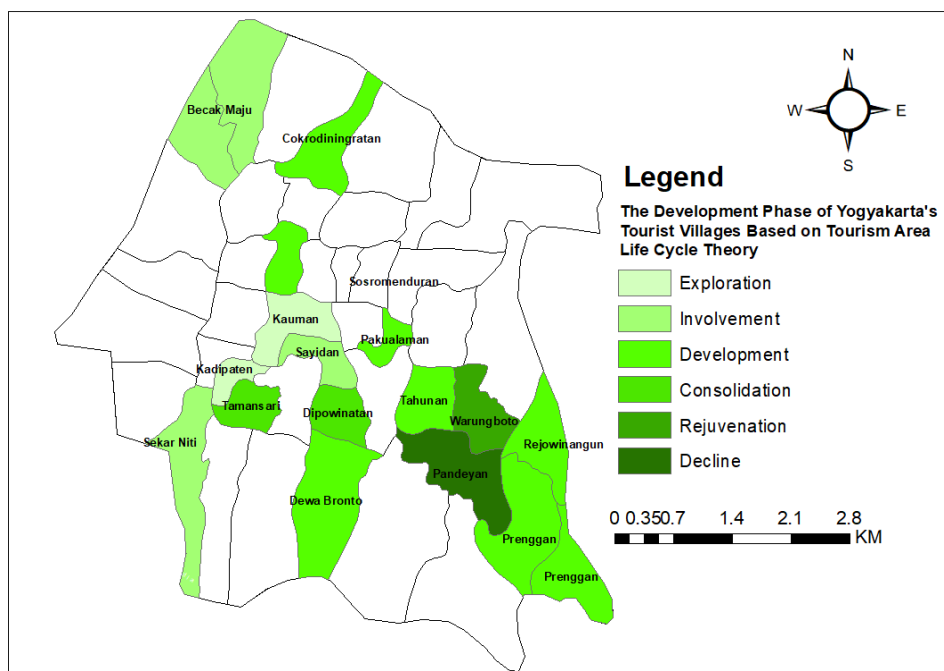 N
W
E
S
Becak Maju
Cokrodiningratan
Sosromenduran
Kauman
Pakualaman
Sayidan
Kadipaten
Tamansari
Dipowinatan
Tahunan
Warungboto
Sekar Niti
Rejowinangun
Pandeyan
Dewa Bronto
Prenggan
Prenggan
Legend
The Development Phase of Yogyakarta's
Tourist Villages Based on Tourism Area
Life Cycle Theory
Exploration
Involvement
Development
Consolidation
Rejuvenation
Decline
0 0.350.7 1.4 2.1 2.8
KM